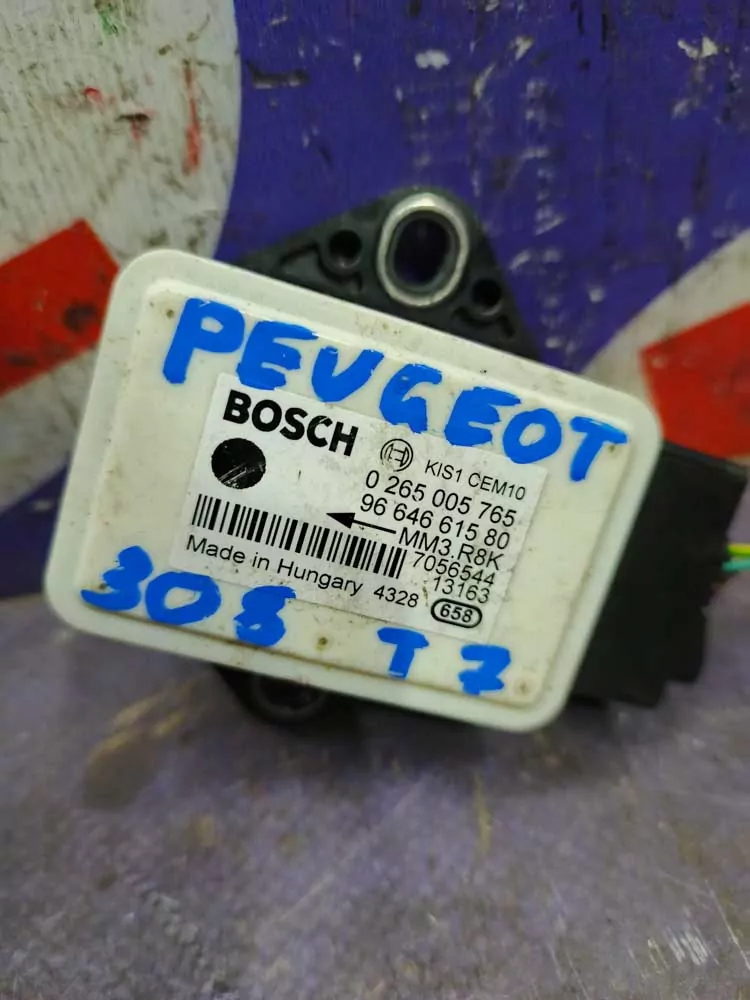 PEUGEOT
BOSCH KIS1 CEM10
0 265 005 765
96 646 615 80
MM3.R8K
7056544
13163
Made in Hungary 4328 658
308 T7